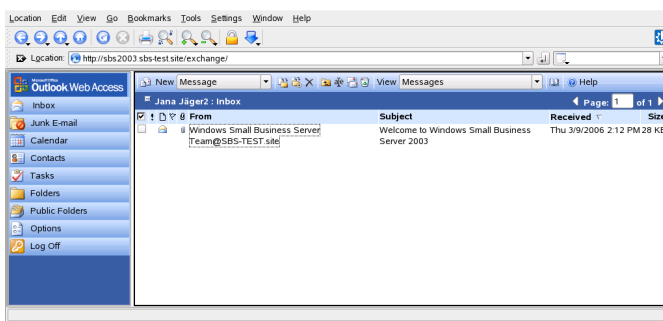 Location Edit View Go Bookmarks Tools Settings Window Help
Location: http://sbs2003.sbs-test.site/exchange/
Microsoft Office
Outlook Web Access
New Message View Messages Help
Inbox
Junk E-mail
Calendar
Contacts
Tasks
Folders
Public Folders
Options
Log Off
Jana Jäger2 : Inbox Page: 1 of 1
! From Subject Received Size
Windows Small Business Server Team@SBS-TEST.site
Welcome to Windows Small Business Server 2003
Thu 3/9/2006 2:12 PM 28 KB